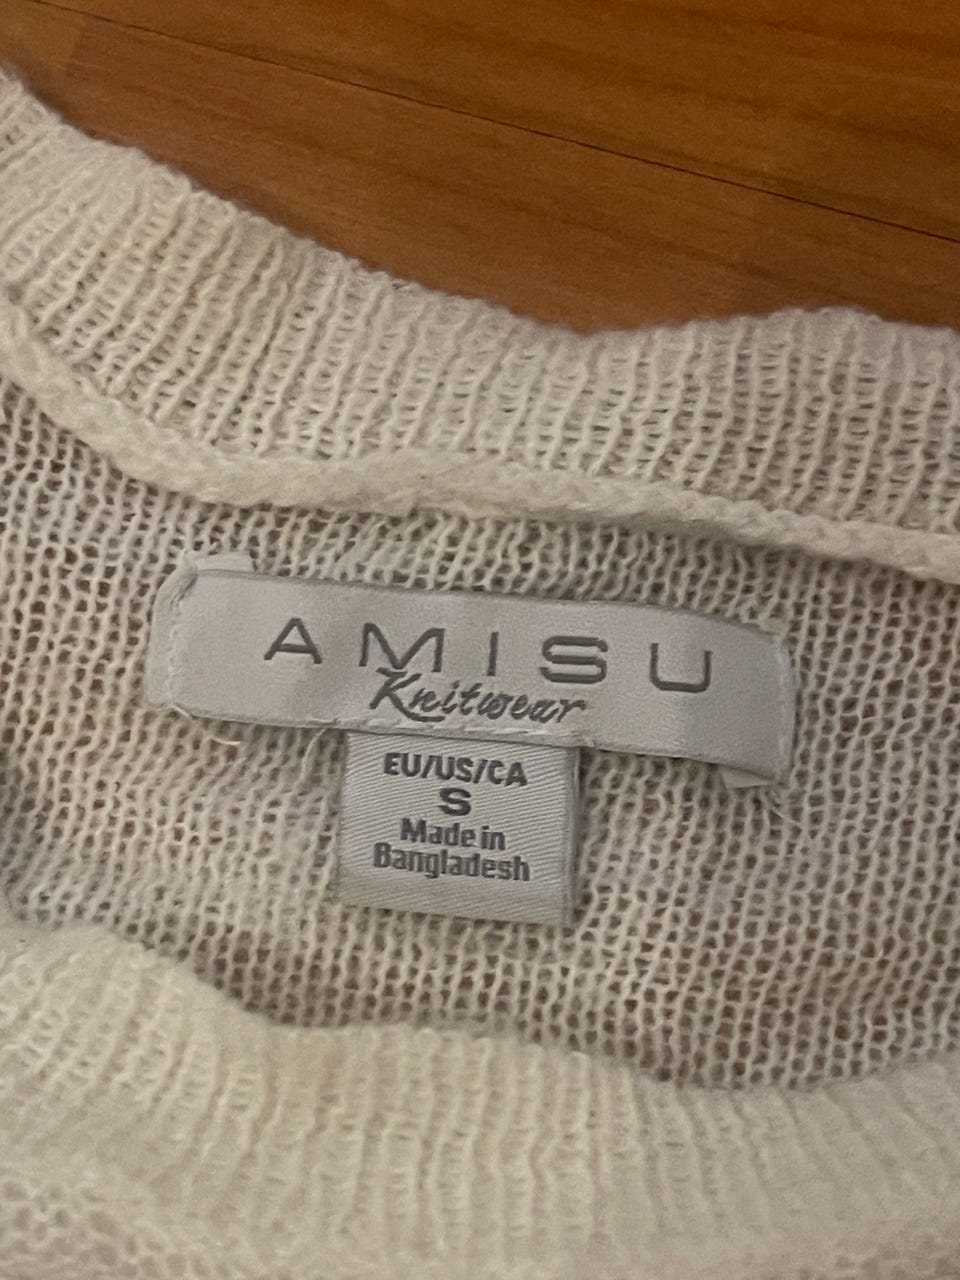 AMISU
Knitwear
EU/US/CA
S
Made in
Bangladesh